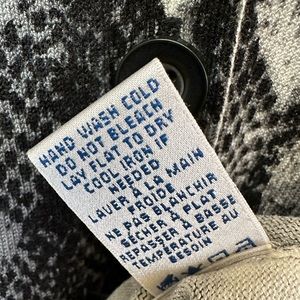 HAND WASH COLD
DO NOT BLEACH
LAY FLAT TO DRY
COOL IRON IF
NEEDED
LAVER À LA MAIN
FROIDE
NE PAS BLANCHIR
SÉCHER À PLAT
REPASSER À BASSE
TEMPÉRATURE AU
BESOIN